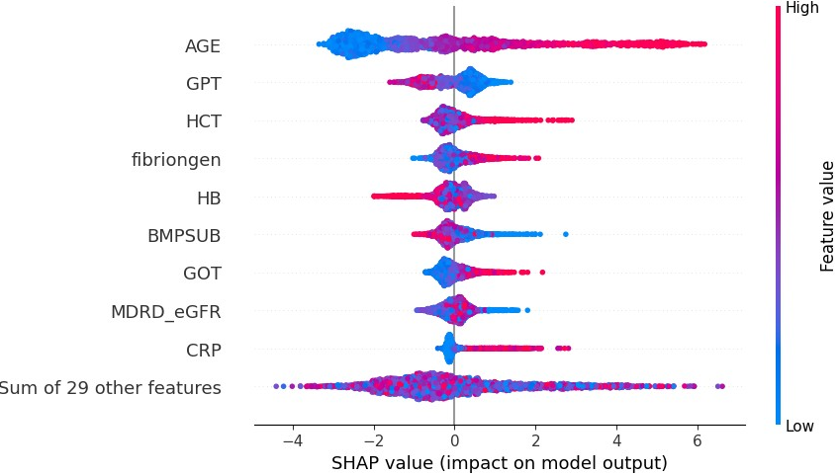 High
AGE
GPT
HCT
fibriongen
HB
BMPSUB
GOT
MDRD_eGFR
CRP
Sum of 29 other features
Feature value
Low
−4 −2 0 2 4 6
SHAP value (impact on model output)